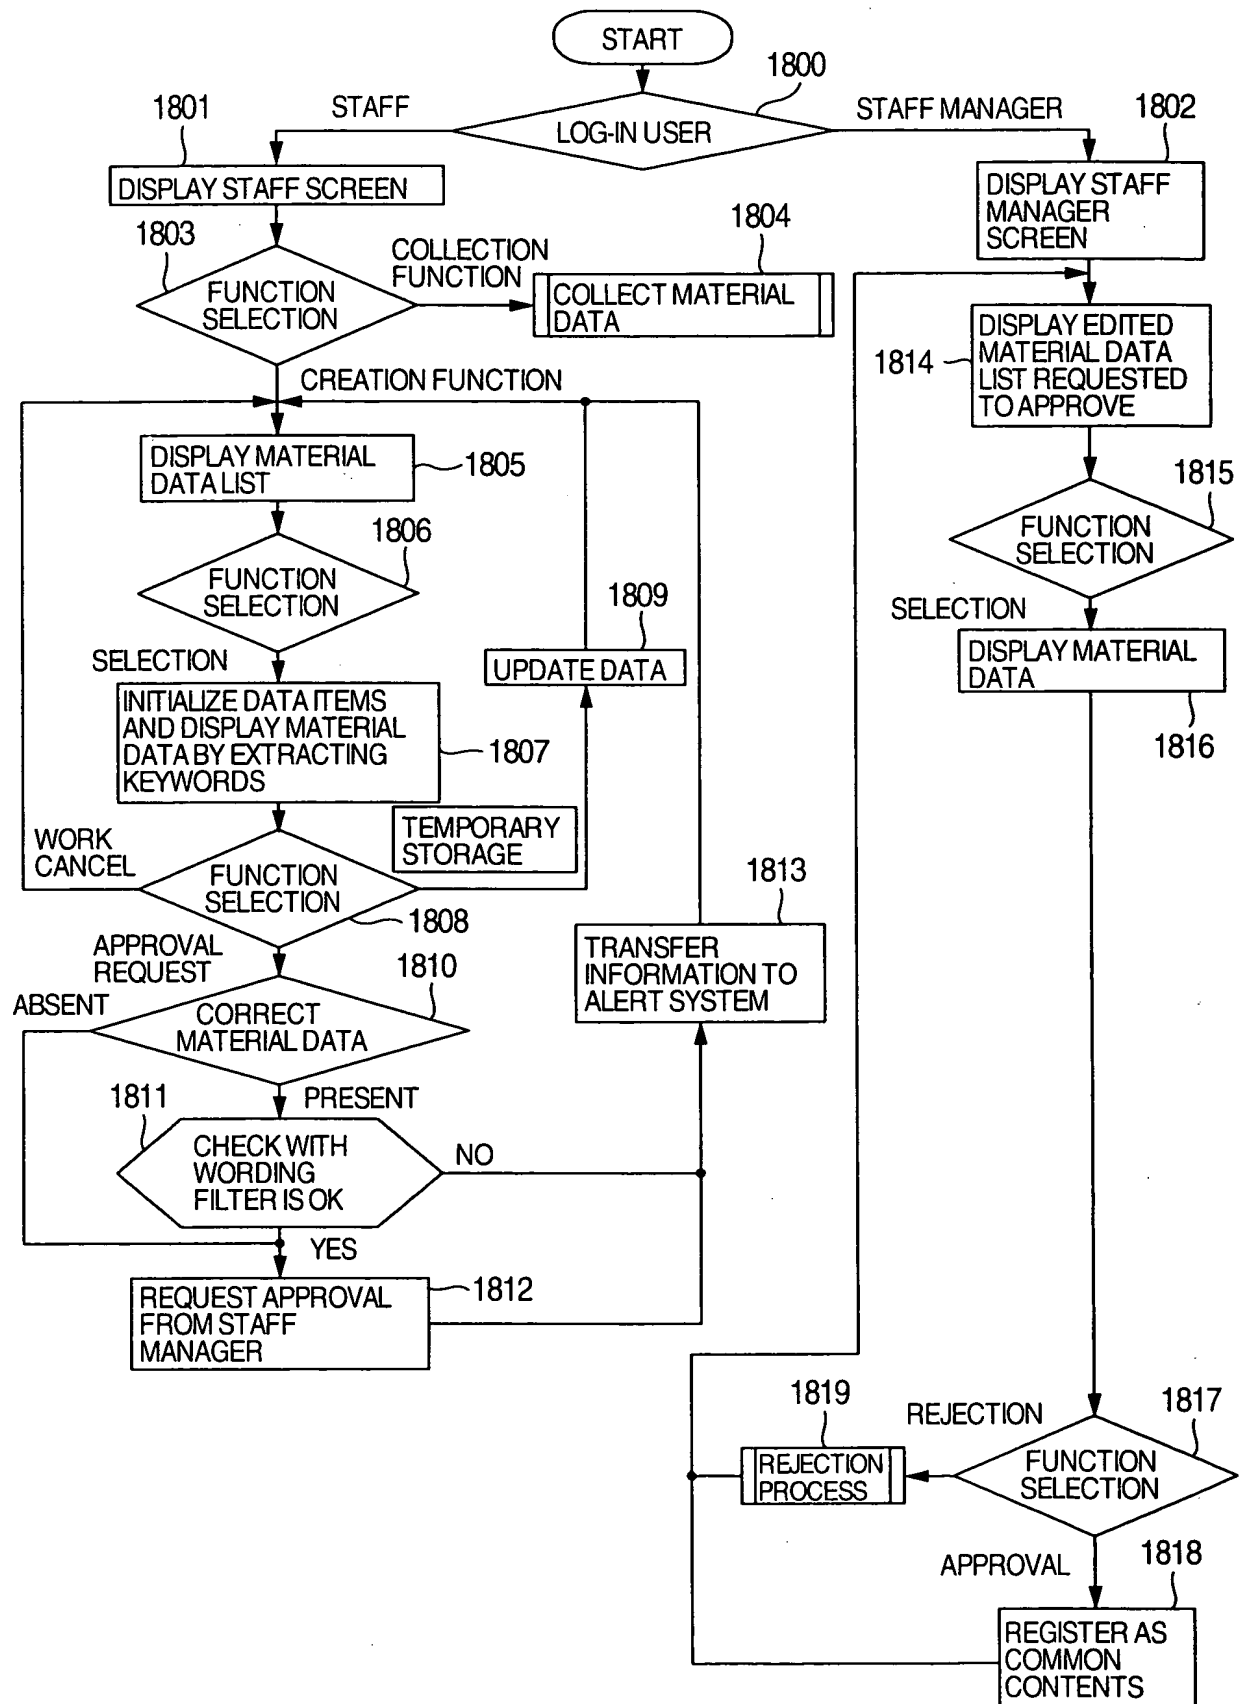 START
1800
LOG-IN USER
STAFF
STAFF MANAGER
1801
DISPLAY STAFF SCREEN
1802
DISPLAY STAFF
MANAGER
SCREEN
1803
FUNCTION
SELECTION
COLLECTION
FUNCTION
1804
COLLECT MATERIAL
DATA
CREATION FUNCTION
DISPLAY MATERIAL
DATA LIST
1805
1806
FUNCTION
SELECTION
SELECTION
INITIALIZE DATA ITEMS
AND DISPLAY MATERIAL
DATA BY EXTRACTING
KEYWORDS
1807
1809
UPDATE DATA
WORK
CANCEL
TEMPORARY
STORAGE
FUNCTION
SELECTION
1808
APPROVAL
REQUEST
1810
ABSENT
CORRECT
MATERIAL DATA
PRESENT
1811
CHECK WITH
WORDING
FILTER IS OK
NO
YES
REQUEST APPROVAL
FROM STAFF
MANAGER
1812
1813
TRANSFER
INFORMATION TO
ALERT SYSTEM
1814
DISPLAY EDITED
MATERIAL DATA
LIST REQUESTED
TO APPROVE
1815
FUNCTION
SELECTION
SELECTION
DISPLAY MATERIAL
DATA
1816
1817
FUNCTION
SELECTION
REJECTION
1819
REJECTION
PROCESS
APPROVAL
1818
REGISTER AS
COMMON
CONTENTS